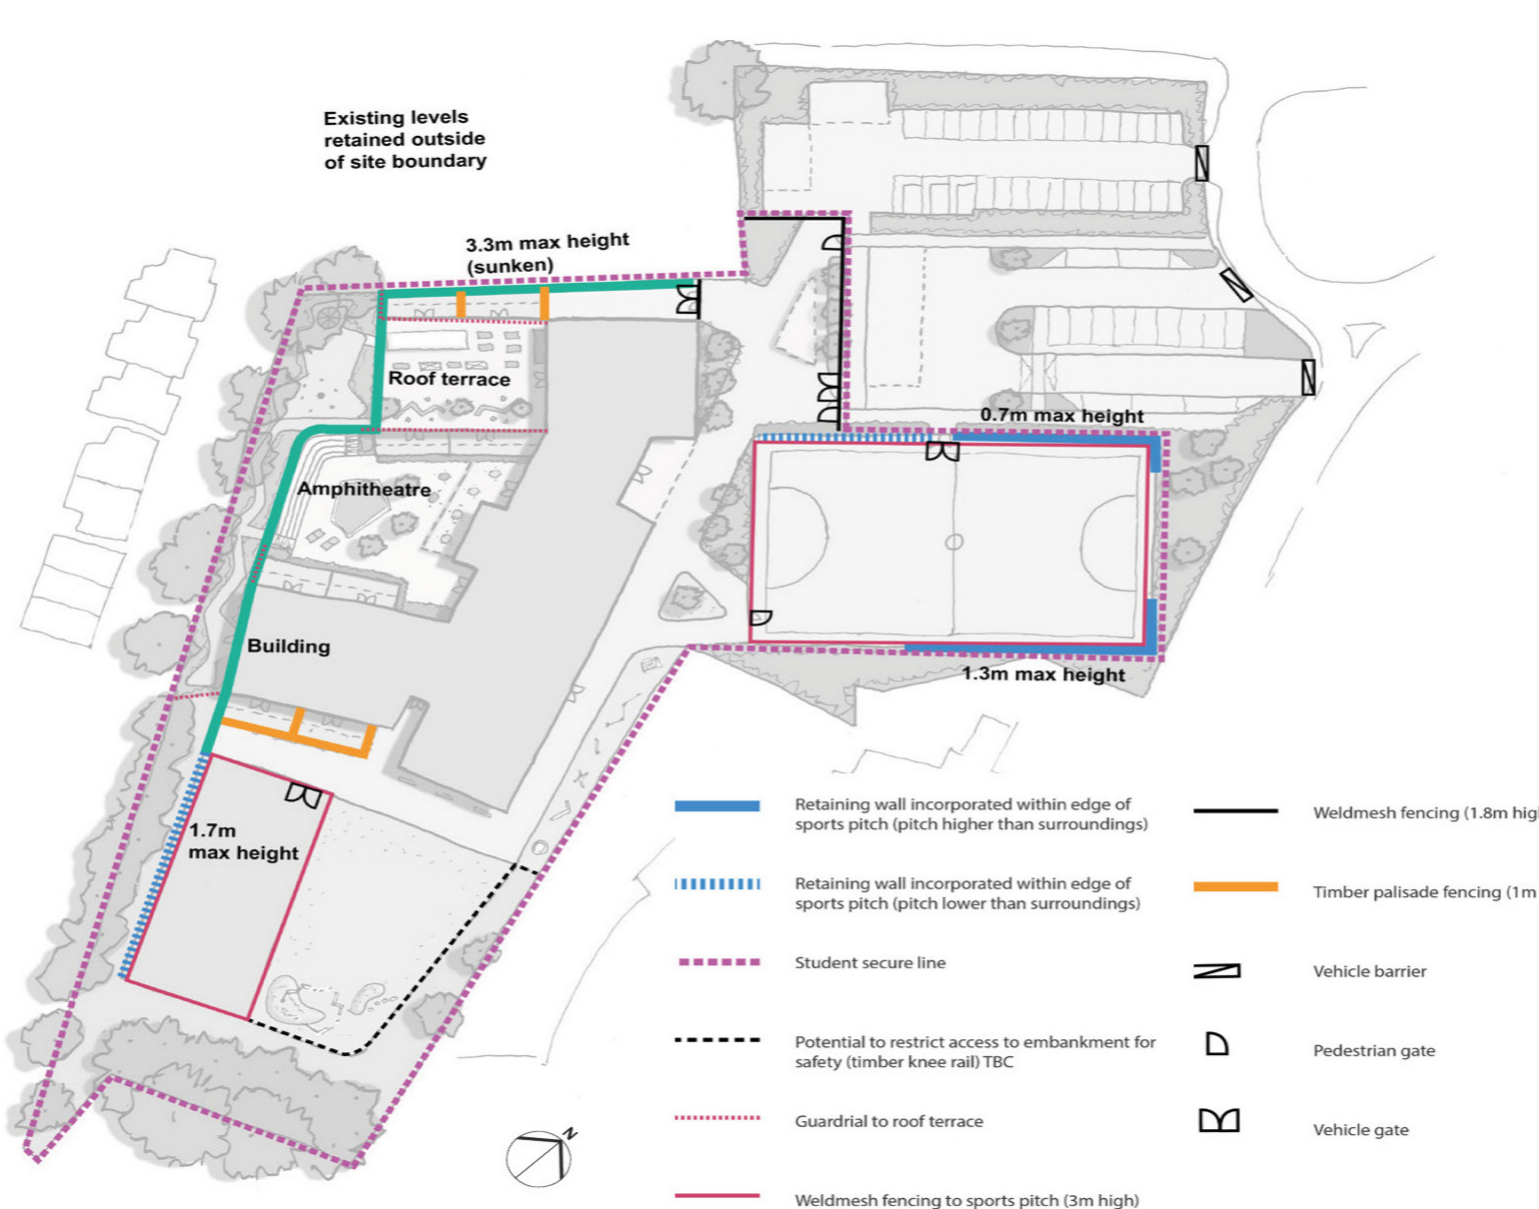 Existing levels
retained outside
of site boundary
3.3m max height
(sunken)
Roof terrace
0.7m max height
Amphitheatre
Building
1.3m max height
1.7m
max height
N
Retaining wall incorporated within edge of
sports pitch (pitch higher than surroundings)
Retaining wall incorporated within edge of
sports pitch (pitch lower than surroundings)
Student secure line
Potential to restrict access to embankment for
safety (timber knee rail) TBC
Guardrial to roof terrace
Weldmesh fencing to sports pitch (3m high)
Weldmesh fencing (1.8m hig
Timber palisade fencing (1m
Vehicle barrier
Pedestrian gate
Vehicle gate